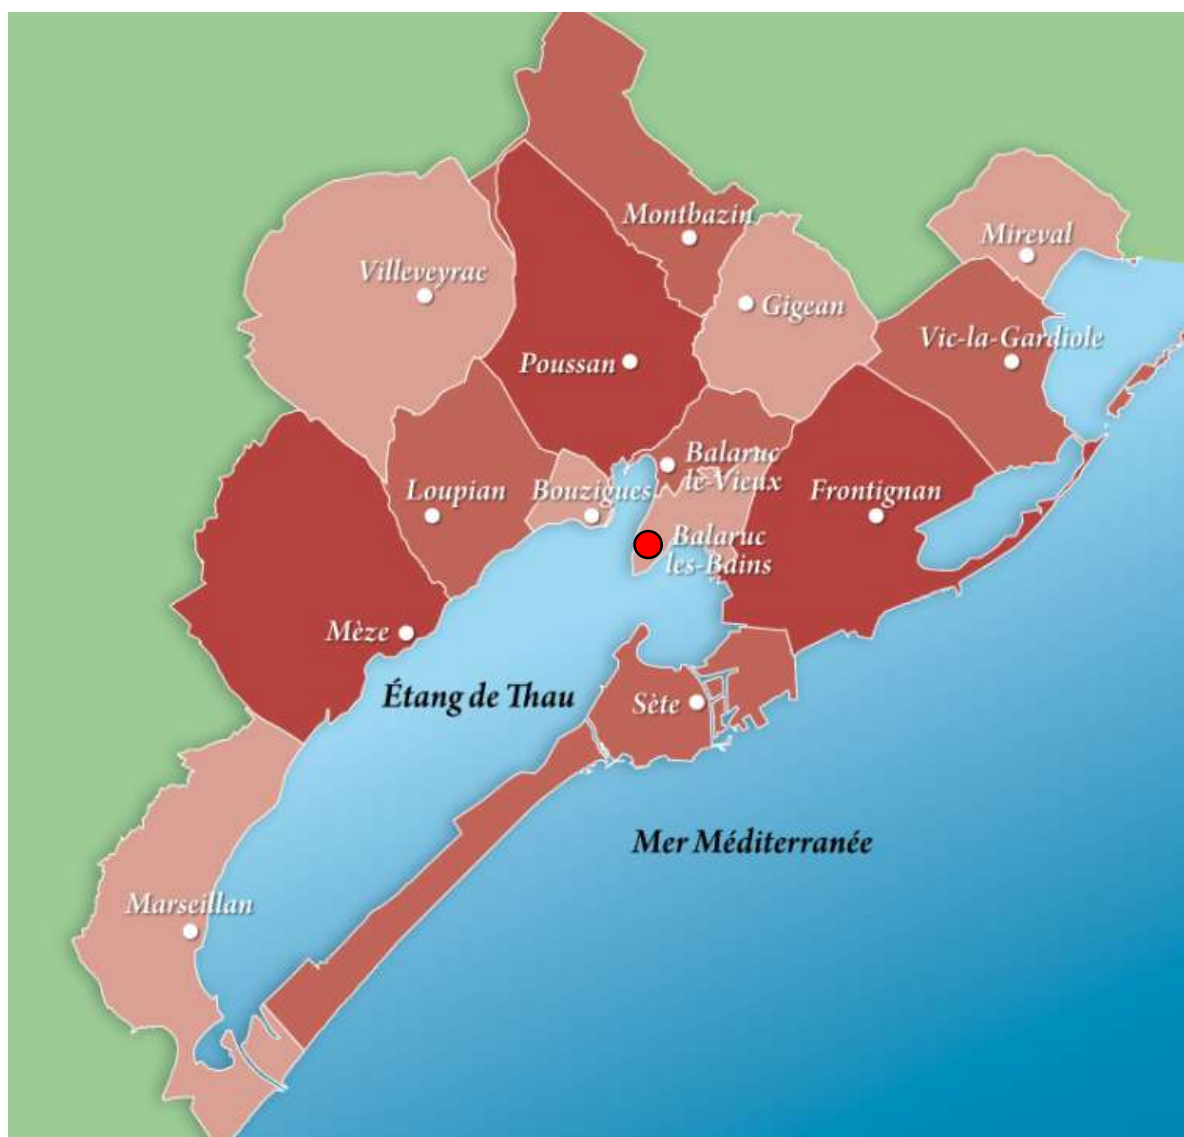 Montbazin
Mireval
Villeveyrac
Gigean
Vic-la-Gardiole
Poussan
Balaruc
le-Vieux
Loupian
Bouzigues
Frontignan
Balaruc
les-Bains
Mèze
Étang de Thau
Sète
Mer Méditerranée
Marseillan